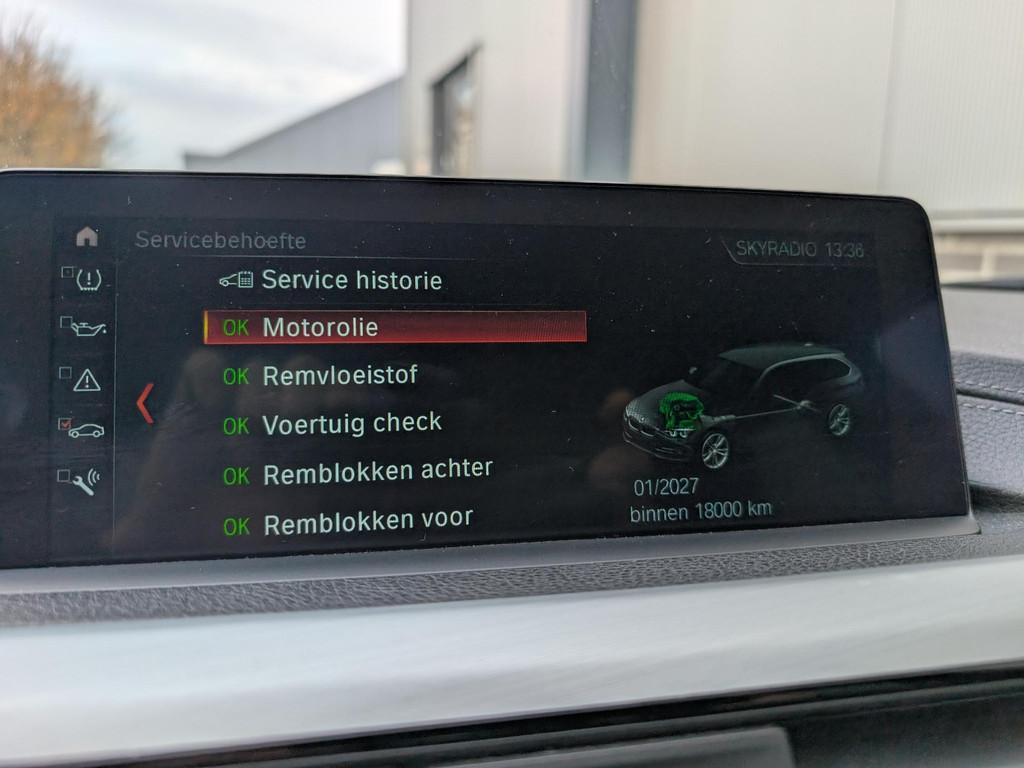 Servicebehoefte
SKYRADIO 13:36
Service historie
OK Motorolie
OK Remvloeistof
OK Voertuig check
OK Remblokken achter
OK Remblokken voor
01/2027
binnen 18000 km